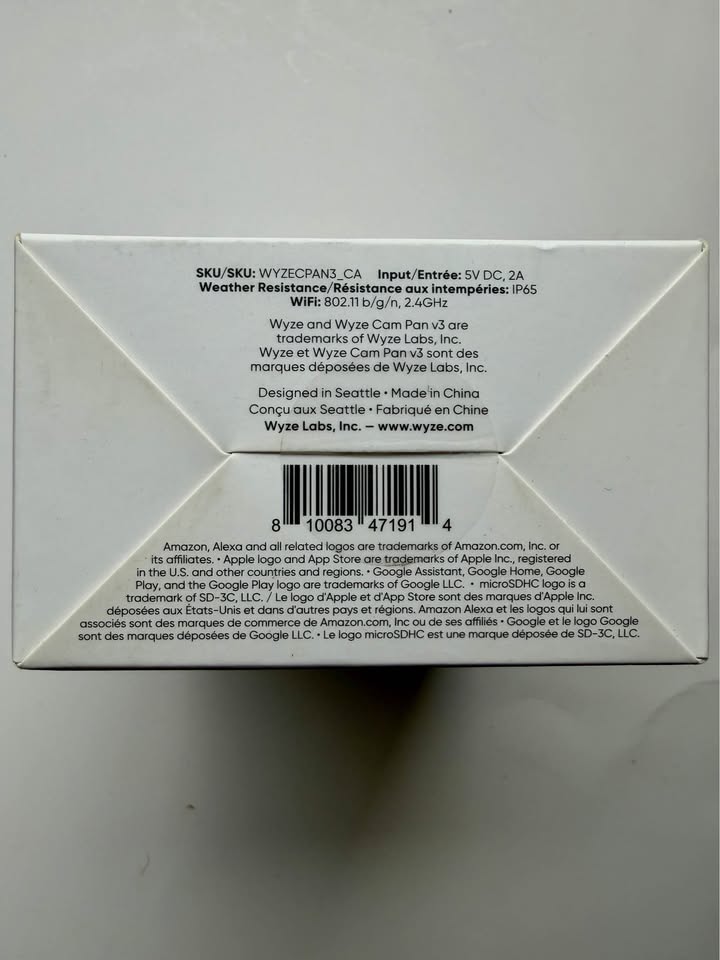 SKU/SKU: WYZECPAN3_CA Input/Entrée: 5V DC, 2A
Weather Resistance/Résistance aux intempéries: IP65
WiFi: 802.11 b/g/n, 2.4GHz
Wyze and Wyze Cam Pan v3 are
trademarks of Wyze Labs, Inc.
Wyze et Wyze Cam Pan v3 sont des
marques déposées de Wyze Labs, Inc.
Designed in Seattle • Made in China
Conçu aux Seattle • Fabriqué en Chine
Wyze Labs, Inc. – www.wyze.com
8 10083 47191 4
Amazon, Alexa and all related logos are trademarks of Amazon.com, Inc. or
its affiliates. • Apple logo and App Store are trademarks of Apple Inc., registered
in the U.S. and other countries and regions. • Google Assistant, Google Home, Google
Play, and the Google Play logo are trademarks of Google LLC. • microSDHC logo is a
trademark of SD-3C, LLC. / Le logo d'Apple et d'App Store sont des marques d'Apple Inc.
déposées aux États-Unis et dans d'autres pays et régions. Amazon Alexa et les logos qui lui sont
associés sont des marques de commerce de Amazon.com, Inc ou de ses affiliés • Google et le logo Google
sont des marques déposées de Google LLC. • Le logo microSDHC est une marque déposée de SD-3C, LLC.